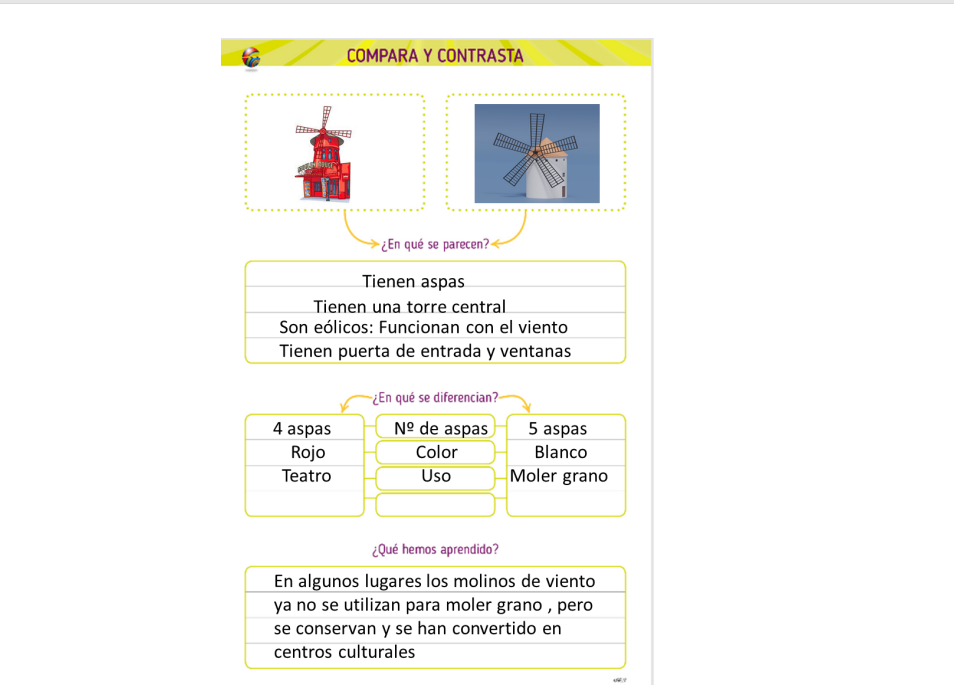 COMPARA Y CONTRASTA
¿En qué se parecen?
Tienen aspas
Tienen una torre central
Son eólicos: Funcionan con el viento
Tienen puerta de entrada y ventanas
¿En qué se diferencian?
4 aspas Nº de aspas 5 aspas
Rojo Color Blanco
Teatro Uso Moler grano
¿Qué hemos aprendido?
En algunos lugares los molinos de viento
ya no se utilizan para moler grano , pero
se conservan y se han convertido en
centros culturales